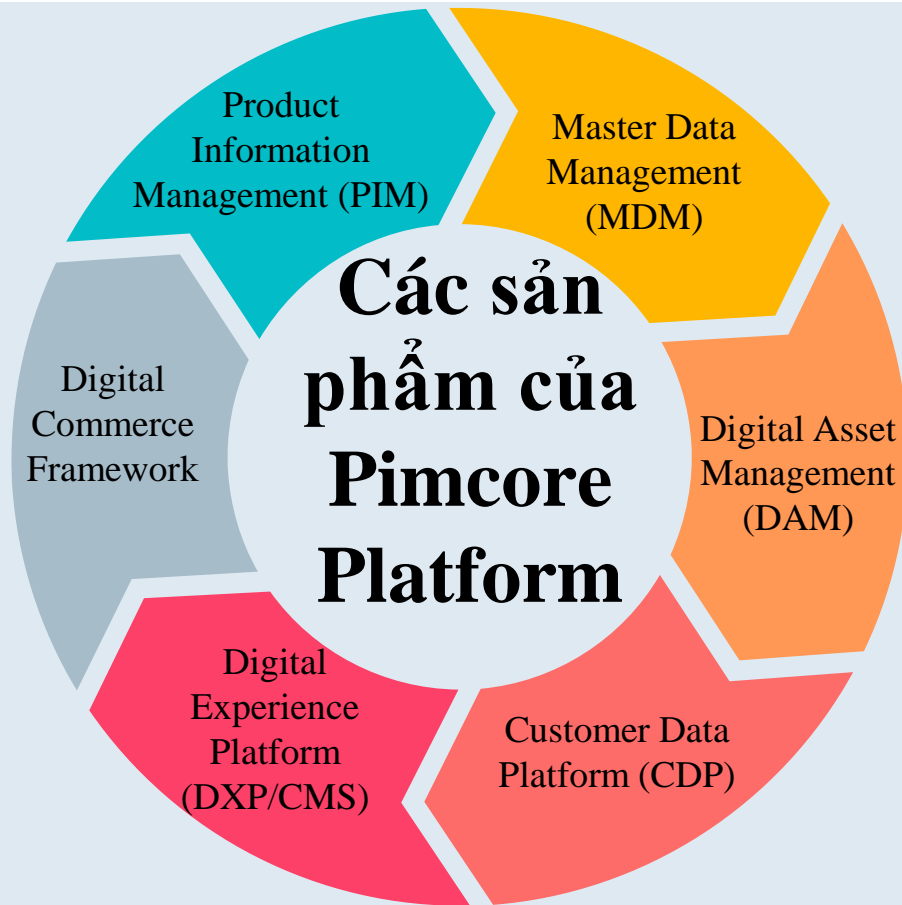 Product
Information
Management (PIM)
Master Data
Management
(MDM)
Các sản
phẩm của
Pimcore
Platform
Digital
Commerce
Framework
Digital Asset
Management
(DAM)
Digital
Experience
Platform
(DXP/CMS)
Customer Data
Platform (CDP)